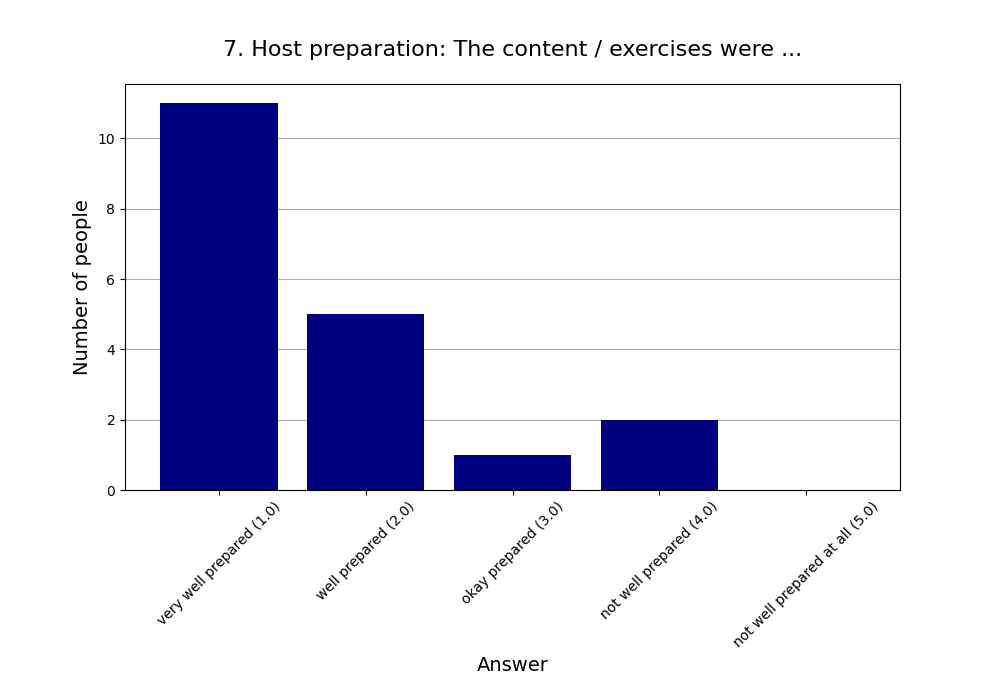 7. Host preparation: The content / exercises were ...
Number of people
10
8
6
4
2
0
very well prepared (1.0)
well prepared (2.0)
okay prepared (3.0)
not well prepared (4.0)
not well prepared at all (5.0)
Answer